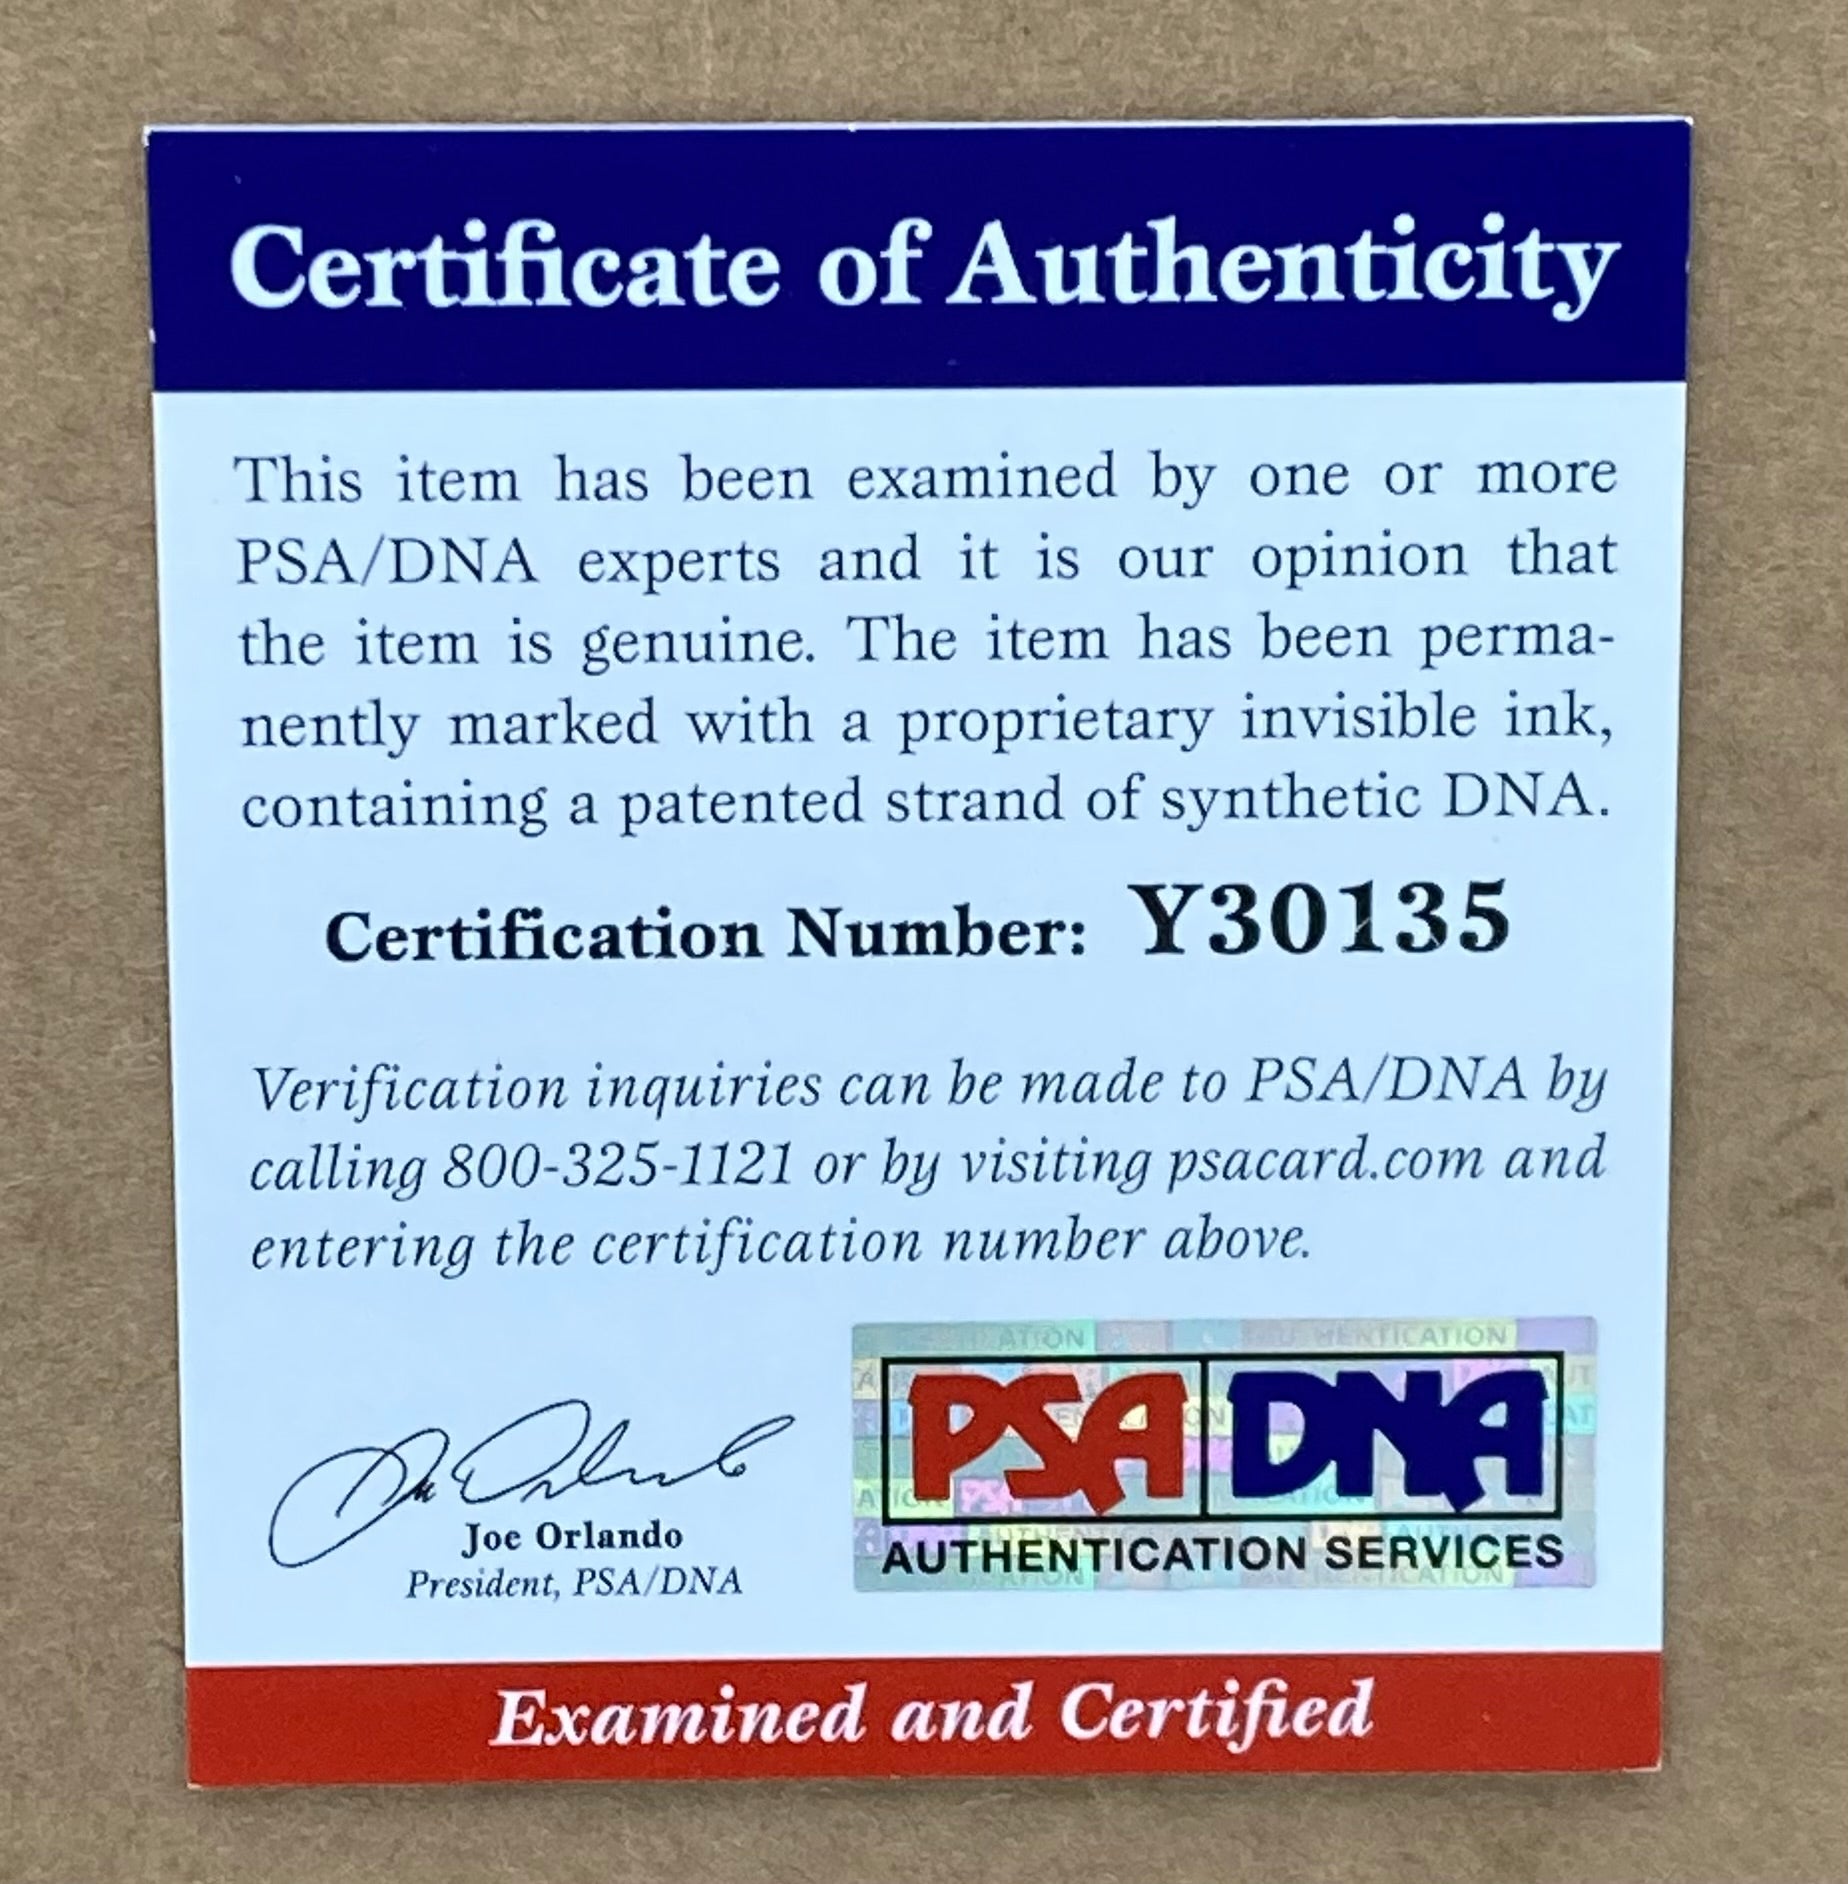 Certificate of Authenticity
This item has been examined by one or more
PSA/DNA experts and it is our opinion that
the item is genuine. The item has been perma-
nently marked with a proprietary invisible ink,
containing a patented strand of synthetic DNA.
Certification Number: Y30135
Verification inquiries can be made to PSA/DNA by
calling 800-325-1121 or by visiting psacard.com and
entering the certification number above.
Joe Orlando
President, PSA/DNA
PSA DNA
AUTHENTICATION SERVICES
Examined and Certified